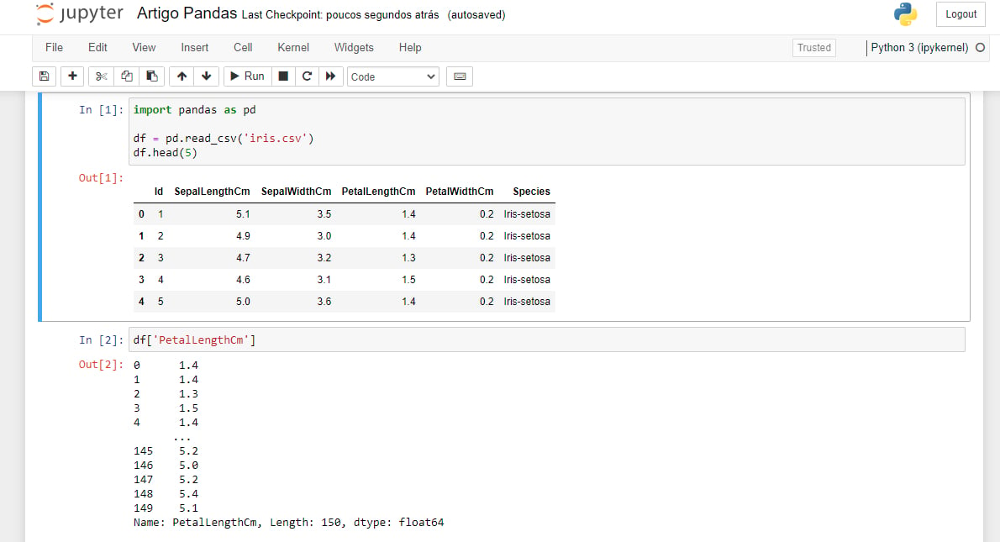 jupyter Artigo Pandas Last Checkpoint: poucos segundos atrás (autosaved) Logout
File Edit View Insert Cell Kernel Widgets Help Trusted Python 3 (ipykernel)
Run Code
In [1]: import pandas as pd
df = pd.read_csv('iris.csv')
df.head(5)
Out[1]:
Id SepalLengthCm SepalWidthCm PetalLengthCm PetalWidthCm Species
0 1 5.1 3.5 1.4 0.2 Iris-setosa
1 2 4.9 3.0 1.4 0.2 Iris-setosa
2 3 4.7 3.2 1.3 0.2 Iris-setosa
3 4 4.6 3.1 1.5 0.2 Iris-setosa
4 5 5.0 3.6 1.4 0.2 Iris-setosa
In [2]: df['PetalLengthCm']
Out[2]: 0 1.4
1 1.4
2 1.3
3 1.5
4 1.4
...
145 5.2
146 5.0
147 5.2
148 5.4
149 5.1
Name: PetalLengthCm, Length: 150, dtype: float64